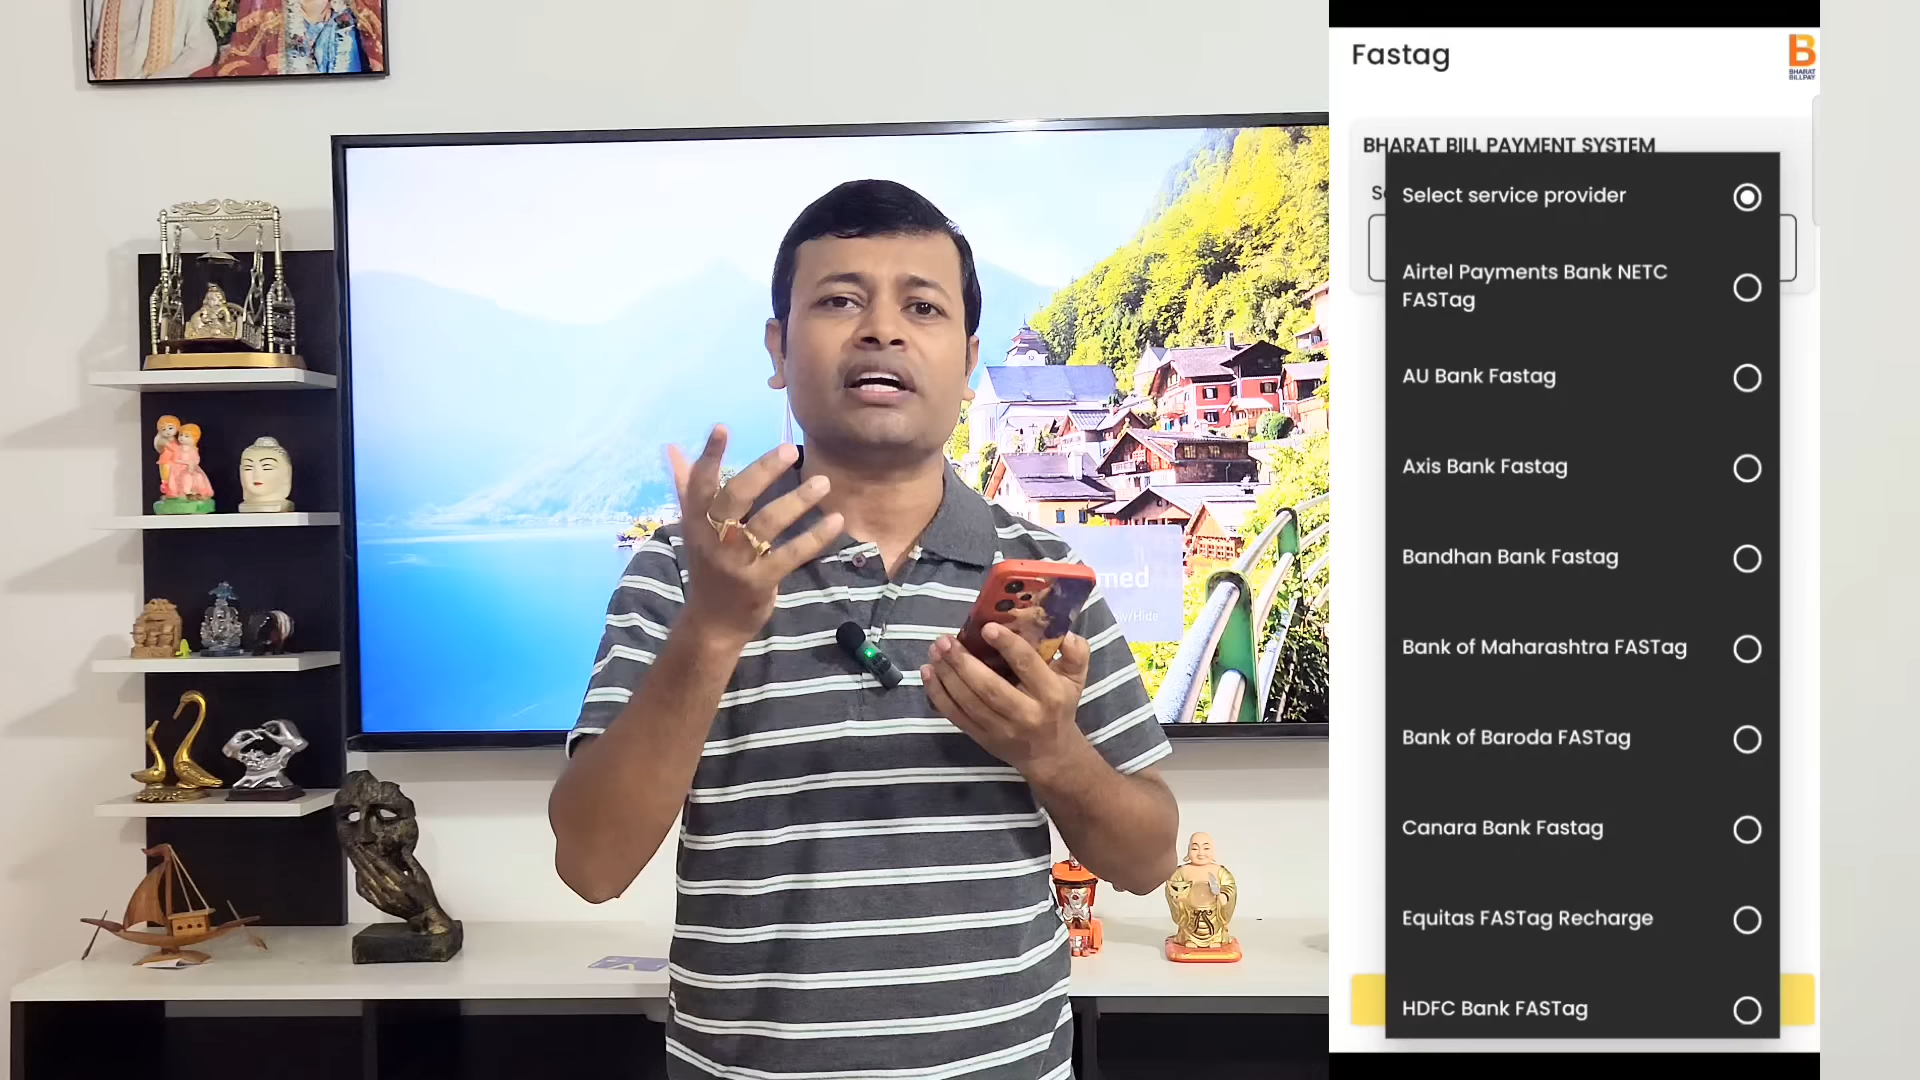 Fastag
B
BHARAT
BILLPAY
BHARAT BILL PAYMENT SYSTEM
Select service provider
Airtel Payments Bank NETC
FASTag
AU Bank Fastag
Axis Bank Fastag
Bandhan Bank Fastag
Bank of Maharashtra FASTag
Bank of Baroda FASTag
Canara Bank Fastag
Equitas FASTag Recharge
HDFC Bank FASTag